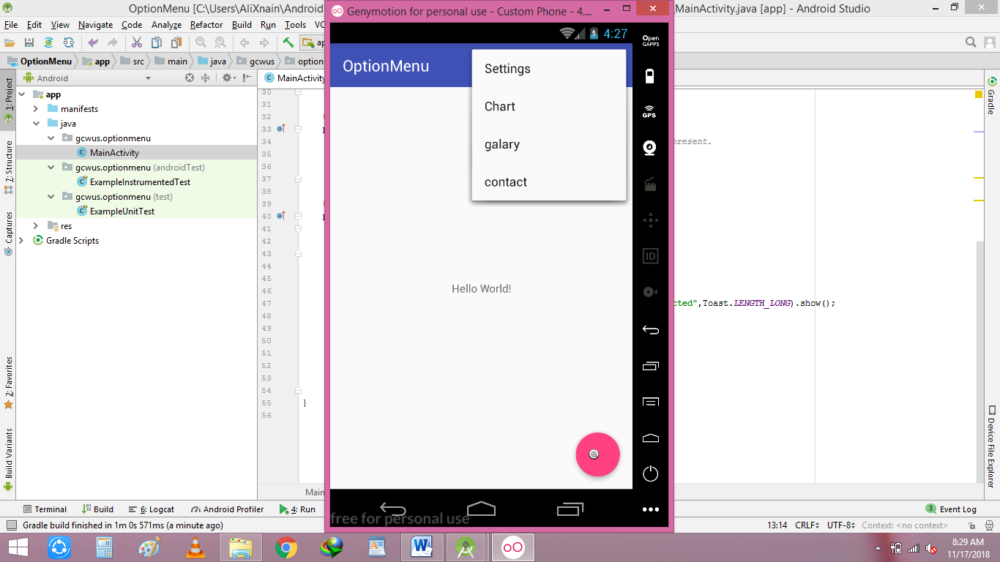 OptionMenu [C:\Users\AliXnain\Android
Genymotion for personal use - Custom Phone - 4....
MainActivity.java [app] - Android Studio
File Edit View Navigate Code Analyze Refactor Build Run Tools VC
OptionMenu app src main java gcwus option
Android
MainActivity
1: Project
7: Structure
Captures
2: Favorites
Build Variants
app
manifests
java
gcwus.optionmenu
MainActivity
gcwus.optionmenu (androidTest)
ExampleInstrumentedTest
gcwus.optionmenu (test)
ExampleUnitTest
res
Gradle Scripts
30
31
32
33
34
35
36
37
38
39
40
41
42
43
44
45
46
47
48
49
50
51
52
53
54
55 }
56
4:27
OptionMenu
Settings
Chart
galary
contact
Hello World!
free for personal use
Open
GAPPS
GPS
ID
present.
cted",Toast.LENGTH_LONG).show();
Gradle
Device File Explorer
Main
Terminal Build 6: Logcat Android Profiler 4: Run
3 Event Log
Gradle build finished in 1m 0s 571ms (a minute ago)
13:14 CRLF UTF-8 Context: <no context>
8:29 AM
11/17/2018